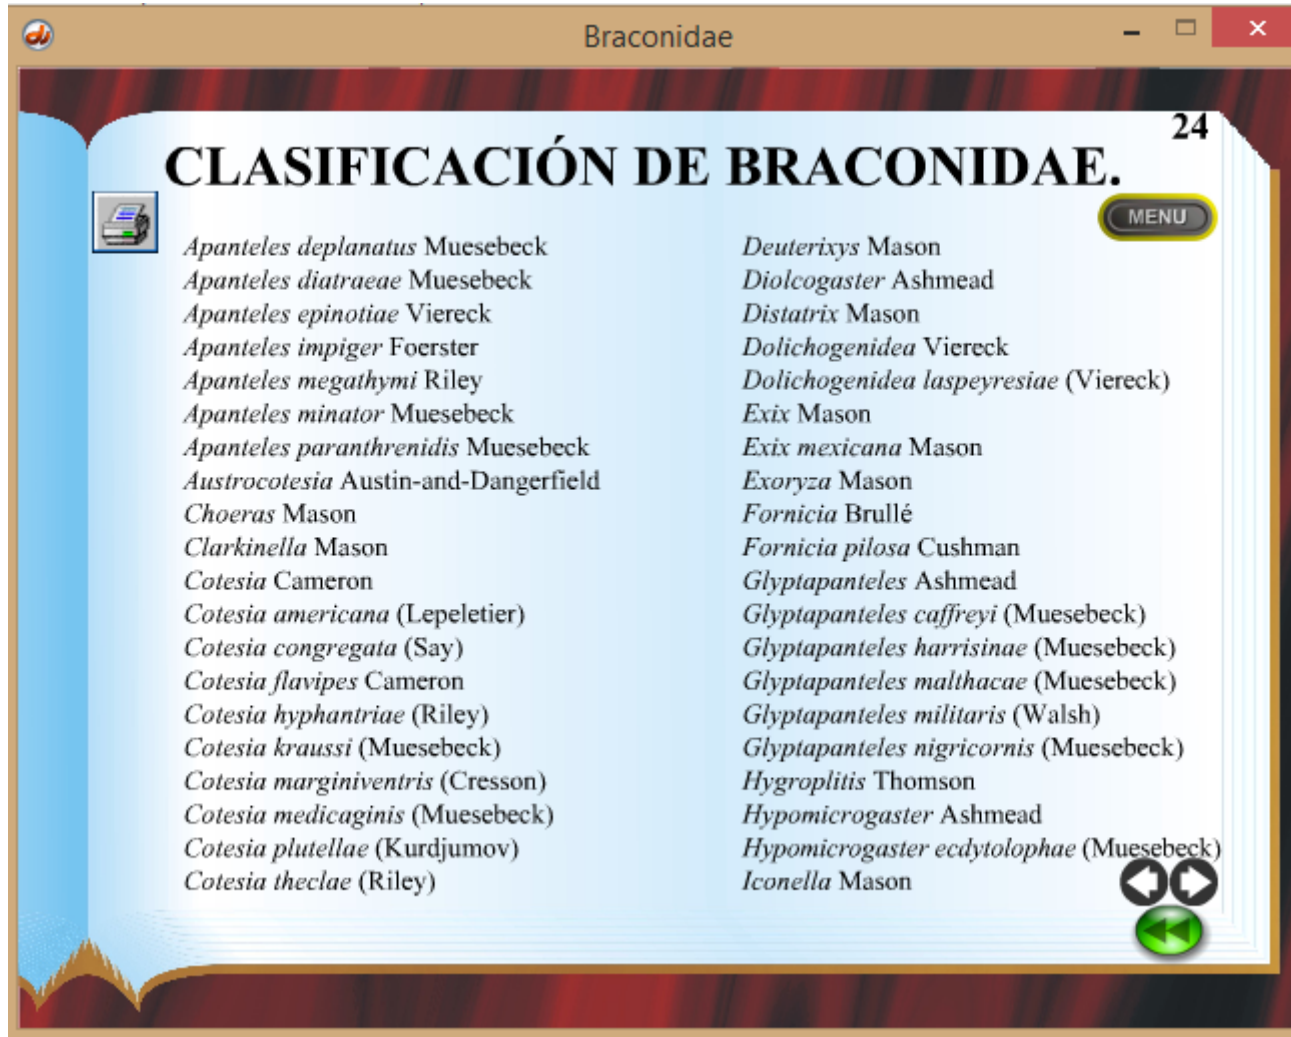 Braconidae
24
CLASIFICACIÓN DE BRACONIDAE.
MENU
Apanteles deplanatus Muesebeck
Apanteles diatraeae Muesebeck
Apanteles epinotiae Viereck
Apanteles impiger Foerster
Apanteles megathymi Riley
Apanteles minator Muesebeck
Apanteles paranthrenidis Muesebeck
Austrocotesia Austin-and-Dangerfield
Choeras Mason
Clarkinella Mason
Cotesia Cameron
Cotesia americana (Lepeletier)
Cotesia congregata (Say)
Cotesia flavipes Cameron
Cotesia hyphantriae (Riley)
Cotesia kraussi (Muesebeck)
Cotesia marginiventris (Cresson)
Cotesia medicaginis (Muesebeck)
Cotesia plutellae (Kurdjumov)
Cotesia theclae (Riley)
Deuterixys Mason
Diolcogaster Ashmead
Distatrix Mason
Dolichogenidea Viereck
Dolichogenidea laspeyresiae (Viereck)
Exix Mason
Exix mexicana Mason
Exoryza Mason
Fornicia Brullé
Fornicia pilosa Cushman
Glyptapanteles Ashmead
Glyptapanteles caffreyi (Muesebeck)
Glyptapanteles harrisinae (Muesebeck)
Glyptapanteles malthacae (Muesebeck)
Glyptapanteles militaris (Walsh)
Glyptapanteles nigricornis (Muesebeck)
Hygroplitis Thomson
Hypomicrogaster Ashmead
Hypomicrogaster ecdytolophae (Muesebeck)
Iconella Mason